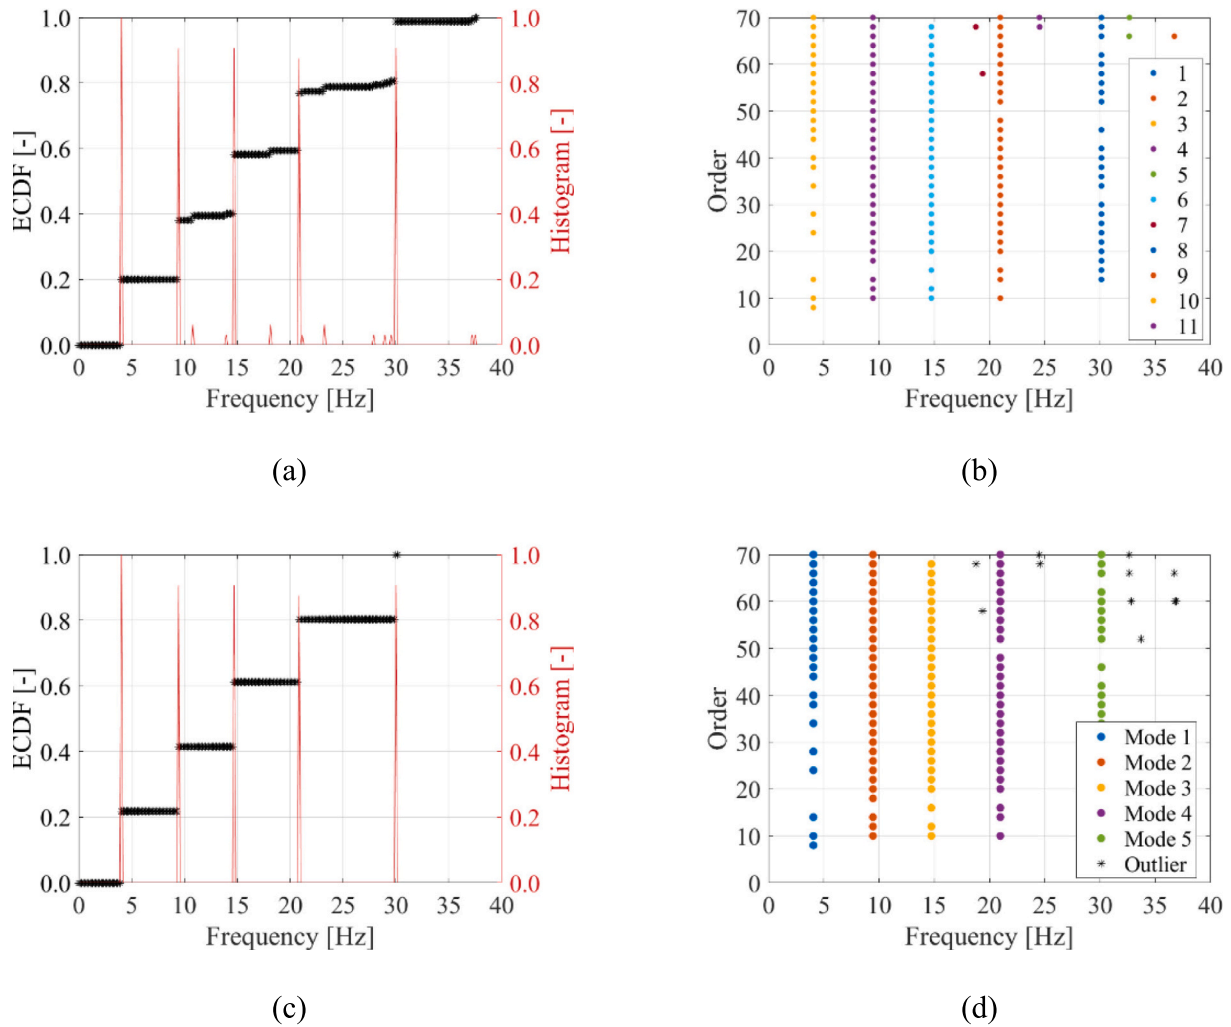 1.0
0.8
0.6
0.4
0.2
0.0
ECDF [-]
1.0
0.8
0.6
0.4
0.2
0.0
Histogram [-]
0 5 10 15 20 25 30 35 40
Frequency [Hz]
(a)
70
60
50
40
30
20
10
0
Order
1
2
3
4
5
6
7
8
9
10
11
0 5 10 15 20 25 30 35 40
Frequency [Hz]
(b)
1.0
0.8
0.6
0.4
0.2
0.0
ECDF [-]
1.0
0.8
0.6
0.4
0.2
0.0
Histogram [-]
0 5 10 15 20 25 30 35 40
Frequency [Hz]
(c)
70
60
50
40
30
20
10
0
Order
Mode 1
Mode 2
Mode 3
Mode 4
Mode 5
Outlier
0 5 10 15 20 25 30 35 40
Frequency [Hz]
(d)